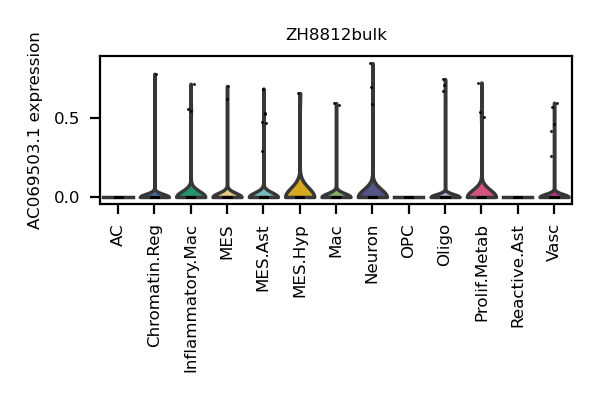 ZH8812bulk
AC069503.1 expression
0.5
0.0
AC
Chromatin.Reg
Inflammatory.Mac
MES
MES.Ast
MES.Hyp
Mac
Neuron
OPC
Oligo
Prolif.Metab
Reactive.Ast
Vasc